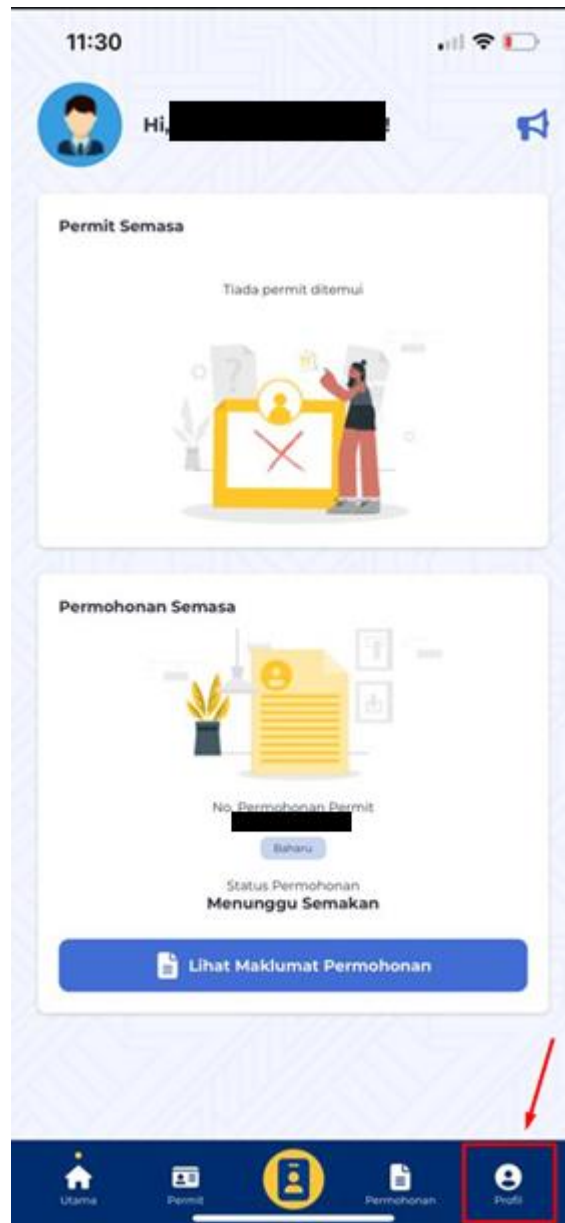 11:30
Hi, !
Permit Semasa
Tiada permit ditemui
Permohonan Semasa
No. Permohonan Permit
Baharu
Status Permohonan
Menunggu Semakan
Lihat Maklumat Permohonan
Utama Permit Permohonan Profil